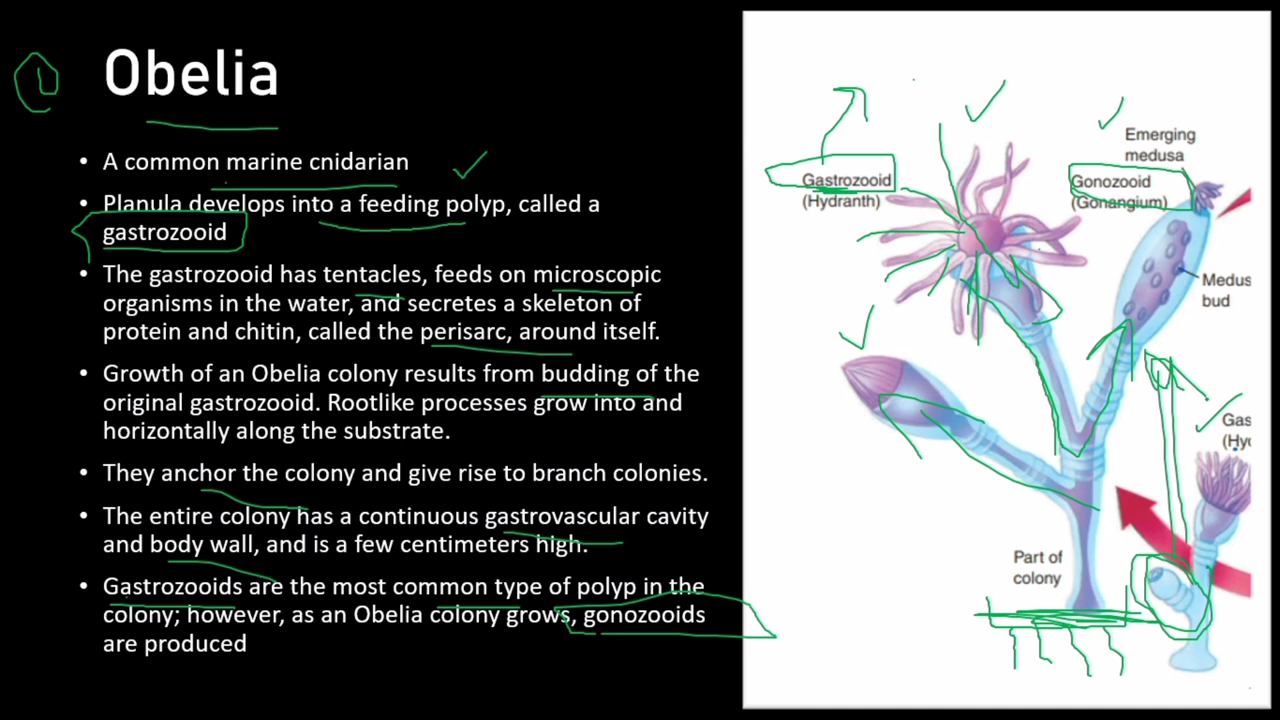 Obelia
• A common marine cnidarian
• Planula develops into a feeding polyp, called a
gastrozooid
• The gastrozooid has tentacles, feeds on microscopic
organisms in the water, and secretes a skeleton of
protein and chitin, called the perisarc, around itself.
• Growth of an Obelia colony results from budding of the
original gastrozooid. Rootlike processes grow into and
horizontally along the substrate.
• They anchor the colony and give rise to branch colonies.
• The entire colony has a continuous gastrovascular cavity
and body wall, and is a few centimeters high.
• Gastrozooids are the most common type of polyp in the
colony; however, as an Obelia colony grows, gonozooids
are produced
Emerging
medusa
Gastrozooid
(Hydranth)
Gonozooid
(Gonangium)
Medus
bud
Gas
(Hy
Part of
colony